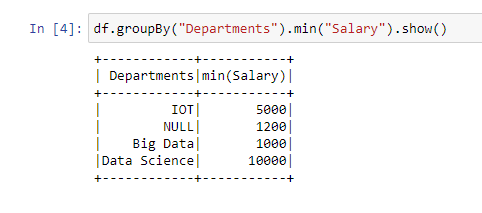 In [4]: df.groupBy("Departments").min("Salary").show()
+------------+-----------+
| Departments|min(Salary)|
+------------+-----------+
|         IOT|       5000|
|        NULL|       1200|
|    Big Data|       1000|
|Data Science|      10000|
+------------+-----------+